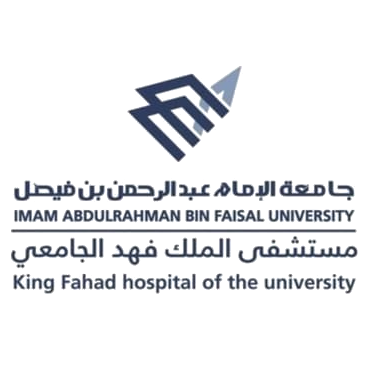 جامعة الإمام عبدالرحمن بن فيصل
IMAM ABDULRAHMAN BIN FAISAL UNIVERSITY
مستشفى الملك فهد الجامعي
King Fahad hospital of the university